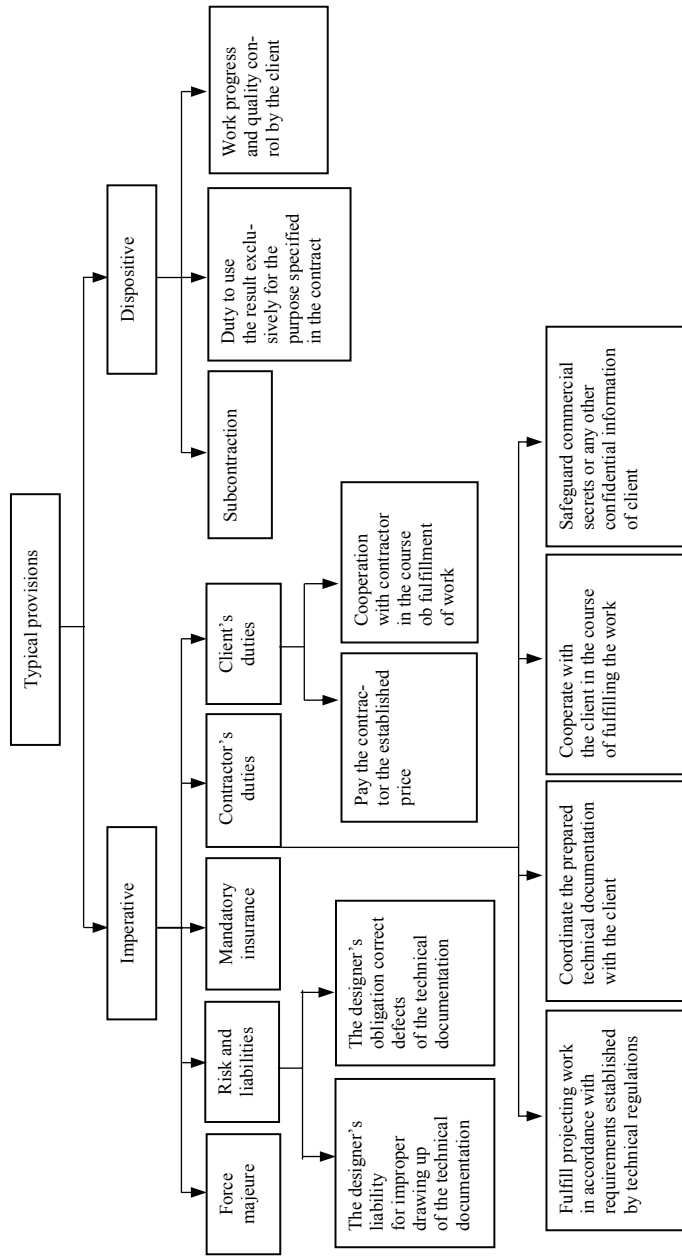 Typical provisions
Imperative
Dispositive
Force
majeure
Risk and
liabilities
Mandatory
insurance
Contractor's
duties
Client's
duties
Subcontraction
Duty to use
the result exclu-
sively for the
purpose specified
in the contract
Work progress
and quality con-
rol by the client
The designer's
liability
for improper
drawing up
of the technical
documentation
The designer's
obligation correct
defects
of the technical
documentation
Pay the contrac-
tor the established
price
Cooperation
with contractor
in the course
ob fulfillment
of work
Fulfill projecting work
in accordance with
requirements established
by technical regulations
Coordinate the prepared
technical documentation
with the client
Cooperate with
the client in the course
of fulfilling the work
Safeguard commercial
secrets or any other
confidential information
of client